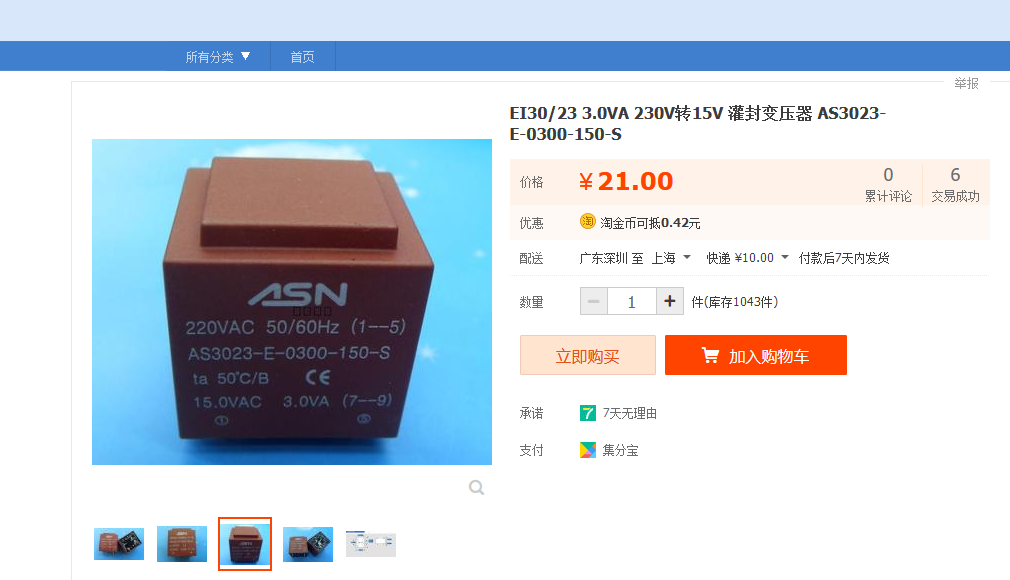 所有分类 ▼
首页
举报
EI30/23 3.0VA 230V转15V 灌封变压器 AS3023-
E-0300-150-S
价格
¥ 21.00
0
累计评论
6
交易成功
优惠
淘 淘金币可抵0.42元
配送
广东深圳 至 上海 快递 ¥10.00 付款后7天内发货
数量
− 1 + 件(库存1043件)
立即购买
加入购物车
承诺
7 7天无理由
支付
集分宝
ASN
220VAC 50/60Hz (1--5)
AS3023-E-0300-150-S
ta 50°C/B CE
15.0VAC 3.0VA (7--9)
① ⑤